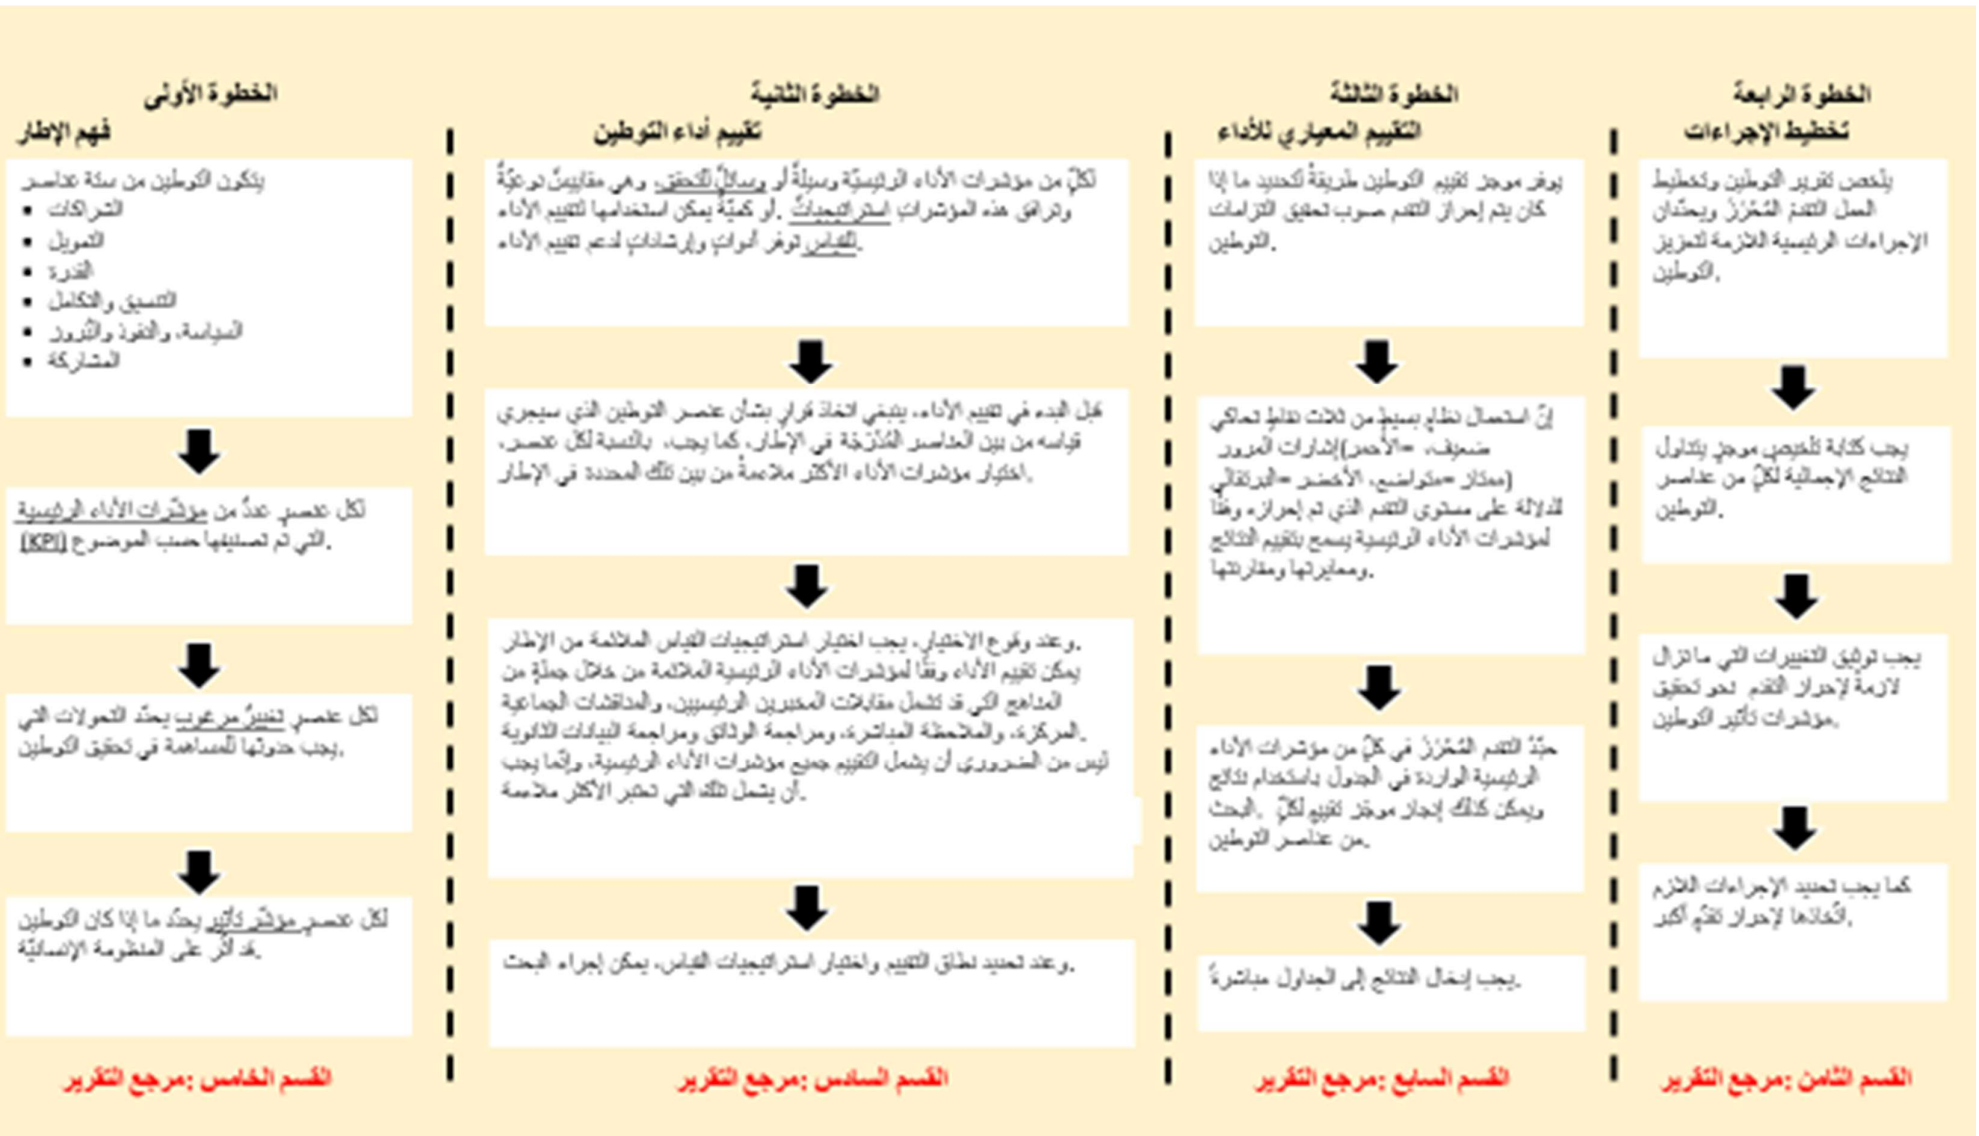 الخطوة الأولى
فهم الإطار
يتكون التوطين من ستة عناصر
▪ الشراكات
▪ التمويل
▪ القدرة
▪ التنسيق والتكامل
▪ السياسة، والنفوذ والبُروز
▪ المشاركة
لكل عنصرٍ عددٌ من مؤشّرات الأداء الرئيسية
(KPI) التي تم تصنيفها حسب الموضوع.
لكل عنصرٍ تغييرٌ مرغوب يحدّد التحولات التي
يجب حدوثها للمساهمة في تحقيق التوطين.
لكل عنصرٍ مؤشّر تأثير يحدّد ما إذا كان التوطين
قد أثّر على المنظومة الإنسانيّة.
القسم الخامس :مرجع التقرير
الخطوة الثانية
تقييم أداء التوطين
لكلٍّ من مؤشرات الأداء الرئيسيّة وسيلةٌ أو وسائلٌ للتحقق، وهي مقاييسٌ نوعيّةٌ
أو كميّةٌ يمكن استخدامها لتقييم الأداء. وترافق هذه المؤشراتِ استراتيجياتٌ
للقياس توفر أدواتٍ وإرشاداتٍ لدعم تقييم الأداء.
قبل البدء في تقييم الأداء، ينبغي اتخاذ قرارٍ بشأن عنصر التوطين الذي سيجري
قياسه من بين العناصر المُدْرَجَة في الإطار، كما يجب، بالنسبة لكل عنصر،
اختيار مؤشرات الأداء الأكثر ملاءمةً من بين تلك المحددة في الإطار.
وعند وقوع الاختيار، يجب اختيار استراتيجيات القياس الملائمة من الإطار.
يمكن تقييم الأداء وفقًا لمؤشرات الأداء الرئيسية الملائمة من خلال جملةٍ من
المناهج التي قد تشمل مقابلات المخبرين الرئيسيين، والمناقشات الجماعية
المركزة، والملاحظة المباشرة، ومراجعة الوثائق ومراجعة البيانات الثانوية.
ليس من الضروري أن يشمل التقييم جميع مؤشرات الأداء الرئيسية، وإنّما يجب
أن يشمل تلك التي تعتبر الأكثر ملاءمة.
وعند تحديد نطاق التقييم واختيار استراتيجيات القياس، يمكن إجراء البحث.
القسم السادس :مرجع التقرير
الخطوة الثالثة
التقييم المعياري للأداء
يوفر موجز تقييم التوطين طريقةً لتحديد ما إذا
كان يتم إحراز التقدم صوب تحقيق التزامات
التوطين.
إنّ استعمال نظامٍ بسيطٍ من ثلاث نقاطٍ تحاكي
إشارات المرور (الأحمر= ضعيف،
البرتقالي= متواضع، الأخضر= ممتاز)
للدلالة على مستوى التقدم الذي تم إحرازه وفقًا
لمؤشرات الأداء الرئيسية يسمح بتقييم النتائج
ومعايرتها ومقارنتها.
حدِّدْ التقدم المُحْرَزْ في كلٍّ من مؤشرات الأداء
الرئيسية الواردة في الجدول باستخدام نتائج
البحث. ويمكن كذلك إنجاز موجَز تقييمٍ لكلٍّ
من عناصر التوطين.
يجب إدخال النتائج إلى الجداول مباشرةً.
القسم السابع :مرجع التقرير
الخطوة الرابعة
تخطيط الإجراءات
يلخص تقرير التوطين وتخطيط
العمل التقدمَ المُحْرَزْ ويحدّدان
الإجراءات الرئيسية اللازمة لتعزيز
التوطين.
يجب كتابة تلخيصٍ موجزٍ يتناول
النتائج الإجمالية لكلٍّ من عناصر
التوطين.
يجب توثيق التغييرات التي ما تزال
لازمةً لإحراز التقدم نحو تحقيق
مؤشرات تأثير التوطين.
كما يجب تحديد الإجراءات اللازم
اتّخاذها لإحراز تقدّمٍ أكبر.
القسم الثامن :مرجع التقرير